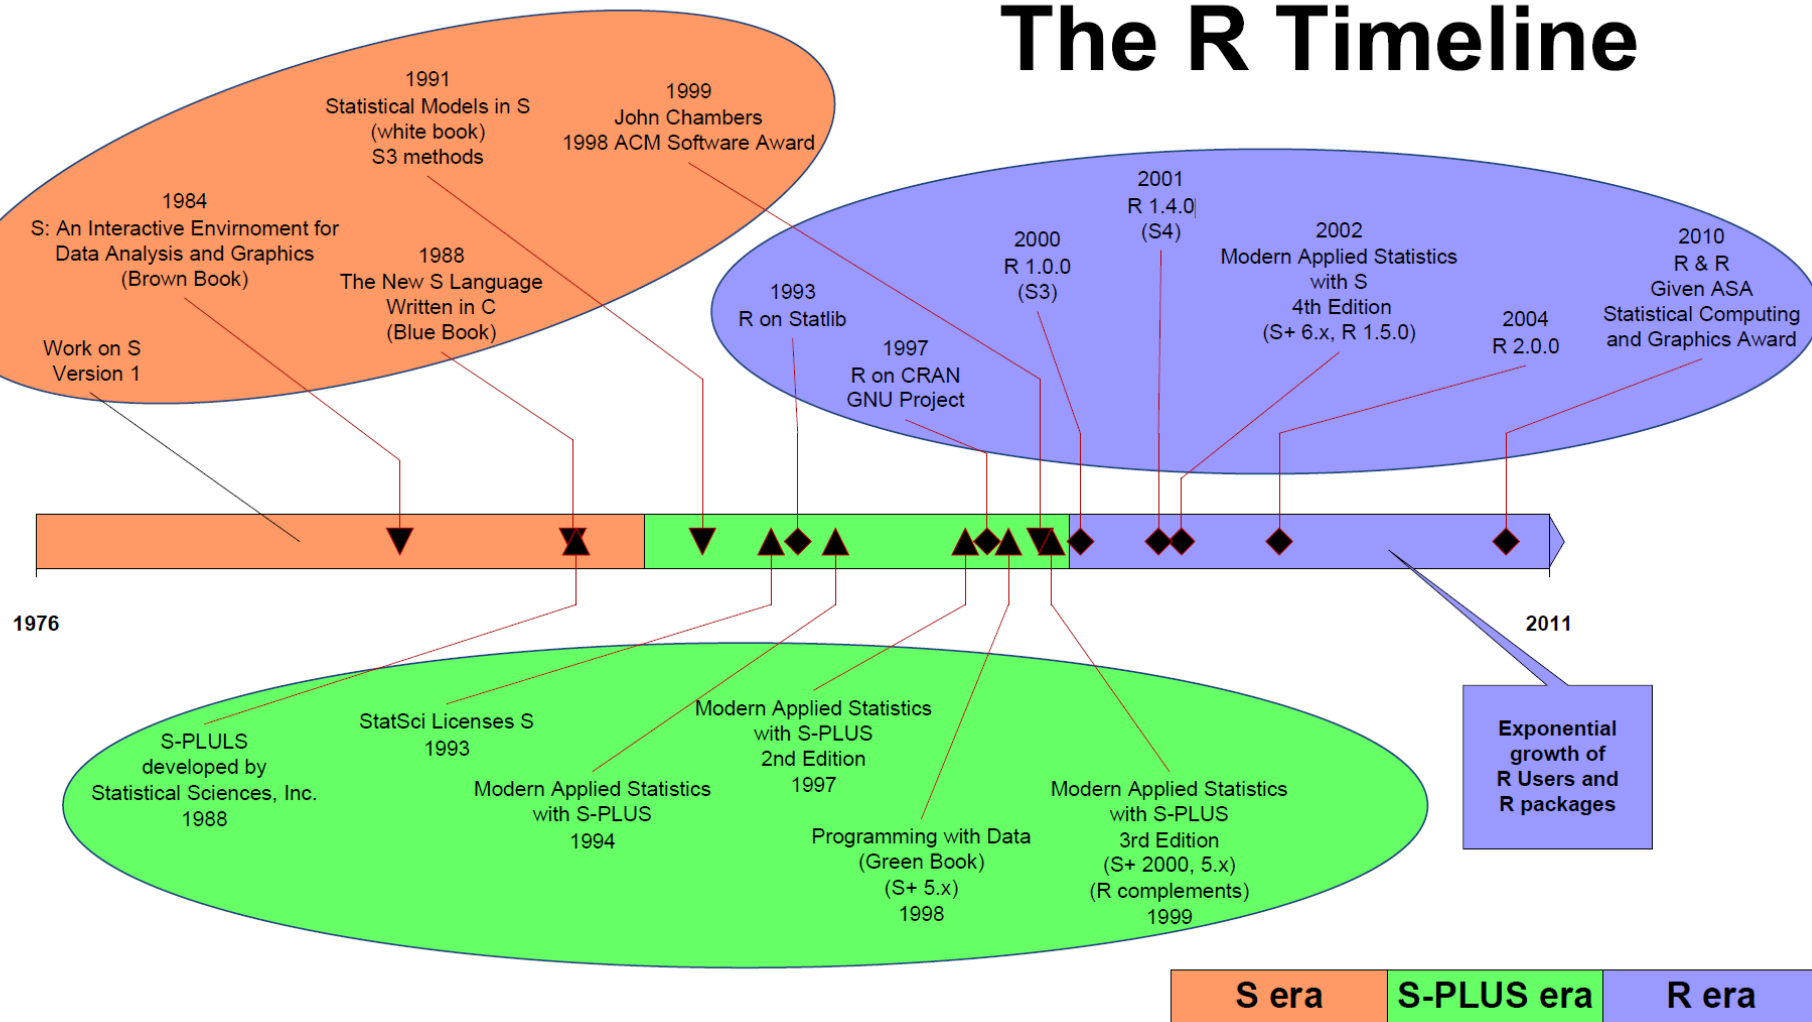 The R Timeline
1991
Statistical Models in S
(white book)
S3 methods
1999
John Chambers
1998 ACM Software Award
1984
S: An Interactive Envirnoment for
Data Analysis and Graphics
(Brown Book)
1988
The New S Language
Written in C
(Blue Book)
Work on S
Version 1
1993
R on Statlib
1997
R on CRAN
GNU Project
2000
R 1.0.0
(S3)
2001
R 1.4.0
(S4)
2002
Modern Applied Statistics
with S
4th Edition
(S+ 6.x, R 1.5.0)
2004
R 2.0.0
2010
R & R
Given ASA
Statistical Computing
and Graphics Award
1976
2011
S-PLULS
developed by
Statistical Sciences, Inc.
1988
StatSci Licenses S
1993
Modern Applied Statistics
with S-PLUS
1994
Modern Applied Statistics
with S-PLUS
2nd Edition
1997
Programming with Data
(Green Book)
(S+ 5.x)
1998
Modern Applied Statistics
with S-PLUS
3rd Edition
(S+ 2000, 5.x)
(R complements)
1999
Exponential
growth of
R Users and
R packages
S era
S-PLUS era
R era